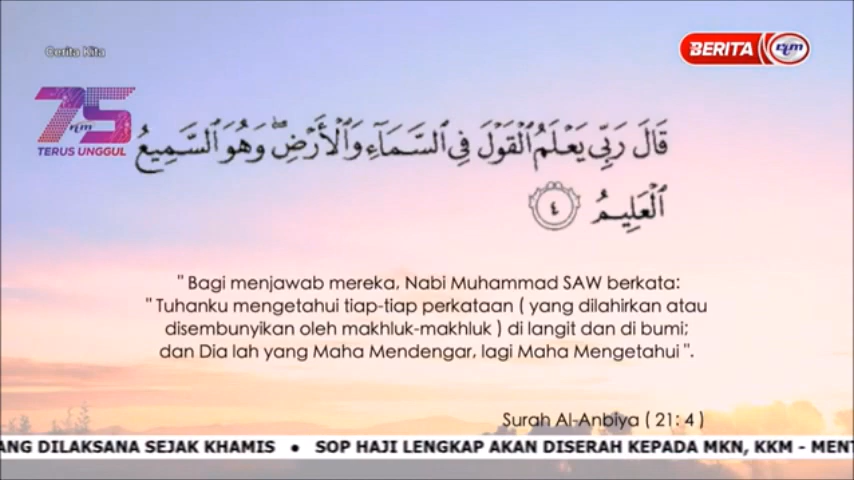 Cerita Kita
BERITA rtm
75
rtm
TERUS UNGGUL
قَالَ رَبِّي يَعْلَمُ الْقَوْلَ فِي السَّمَاءِ وَالْأَرْضِ ۖ وَهُوَ السَّمِيعُ
الْعَلِيمُ ٤
" Bagi menjawab mereka, Nabi Muhammad SAW berkata:
" Tuhanku mengetahui tiap-tiap perkataan ( yang dilahirkan atau
disembunyikan oleh makhluk-makhluk ) di langit dan di bumi;
dan Dia lah yang Maha Mendengar, lagi Maha Mengetahui ".
Surah Al-Anbiya ( 21: 4 )
ANG DILAKSANA SEJAK KHAMIS • SOP HAJI LENGKAP AKAN DISERAH KEPADA MKN, KKM - MENT